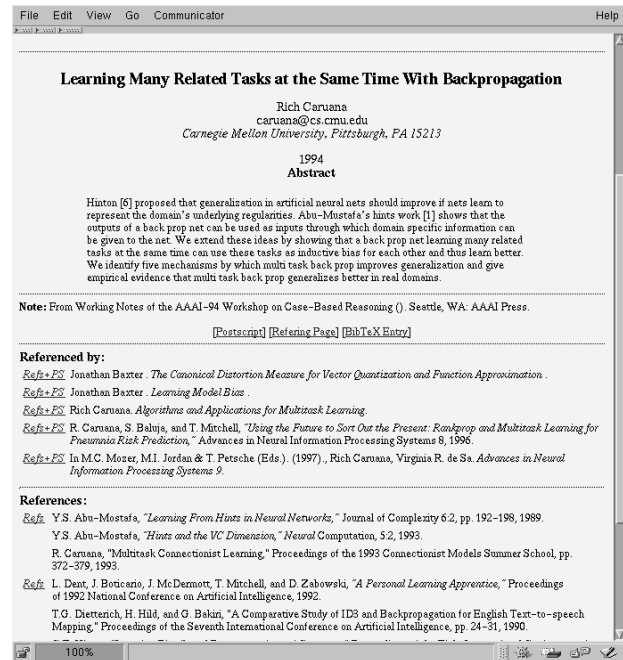 File Edit View Go Communicator Help
Learning Many Related Tasks at the Same Time With Backpropagation
Rich Caruana
caruana@cs.cmu.edu
Carnegie Mellon University, Pittsburgh, PA 15213
1994
Abstract
Hinton [6] proposed that generalization in artificial neural nets should improve if nets learn to
represent the domain's underlying regularities. Abu-Mustafa's hints work [1] shows that the
outputs of a back prop net can be used as inputs through which domain specific information can
be given to the net. We extend these ideas by showing that a back prop net learning many related
tasks at the same time can use these tasks as inductive bias for each other and thus learn better.
We identify five mechanisms by which multi task back prop improves generalization and give
empirical evidence that multi task back prop generalizes better in real domains.
Note: From Working Notes of the AAAI-94 Workshop on Case-Based Reasoning (). Seattle, WA: AAAI Press.
[Postscript] [Refering Page] [BibTeX Entry]
Referenced by:
Refs+PS Jonathan Baxter . The Canonical Distortion Measure for Vector Quantization and Function Approximation .
Refs+PS Jonathan Baxter . Learning Model Bias .
Refs+PS Rich Caruana. Algorithms and Applications for Multitask Learning.
Refs+PS R. Caruana, S. Baluja, and T. Mitchell, "Using the Future to Sort Out the Present: Rankprop and Multitask Learning for
Pneumnia Risk Prediction," Advances in Neural Information Processing Systems 8, 1996.
Refs+PS In M.C. Mozer, M.I. Jordan & T. Petsche (Eds.). (1997)., Rich Caruana, Virginia R. de Sa. Advances in Neural
Information Processing Systems 9.
References:
Refs Y.S. Abu-Mostafa, "Learning From Hints in Neural Networks," Journal of Complexity 6:2, pp. 192-198, 1989.
Y.S. Abu-Mostafa, "Hints and the VC Dimension," Neural Computation, 5:2, 1993.
R. Caruana, "Multitask Connectionist Learning," Proceedings of the 1993 Connectionist Models Summer School, pp.
372-379, 1993.
Refs L. Dent, J. Boticario, J. McDermott, T. Mitchell, and D. Zabowski, "A Personal Learning Apprentice," Proceedings
of 1992 National Conference on Artificial Intelligence, 1992.
T.G. Dietterich, H. Hild, and G. Bakiri, "A Comparative Study of ID3 and Backpropagation for English Text-to-speech
Mapping," Proceedings of the Seventh International Conference on Artificial Intelligence, pp. 24-31, 1990.
100%